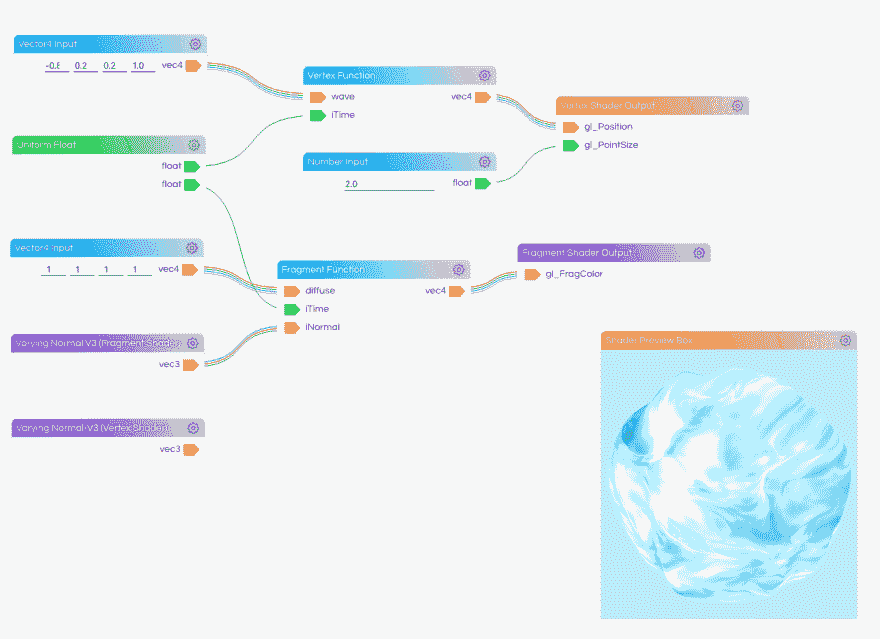 Vector4 Input
0.2 0.2 1.0 vec4
Vertex Function
wave
vec4
iTime
Vertex Shader Output
gl_Position
gl_PointSize
Uniform Float
float
float
Number Input
2.0 float
Vector4 Input
1 1 1 1 vec4
Fragment Function
diffuse
vec4
iTime
iNormal
Fragment Shader Output
gl_FragColor
Varying Normal V3 (Fragment Shader)
vec3
Varying Normal V3 (Vertex Shader)
vec3
Shader Preview Box